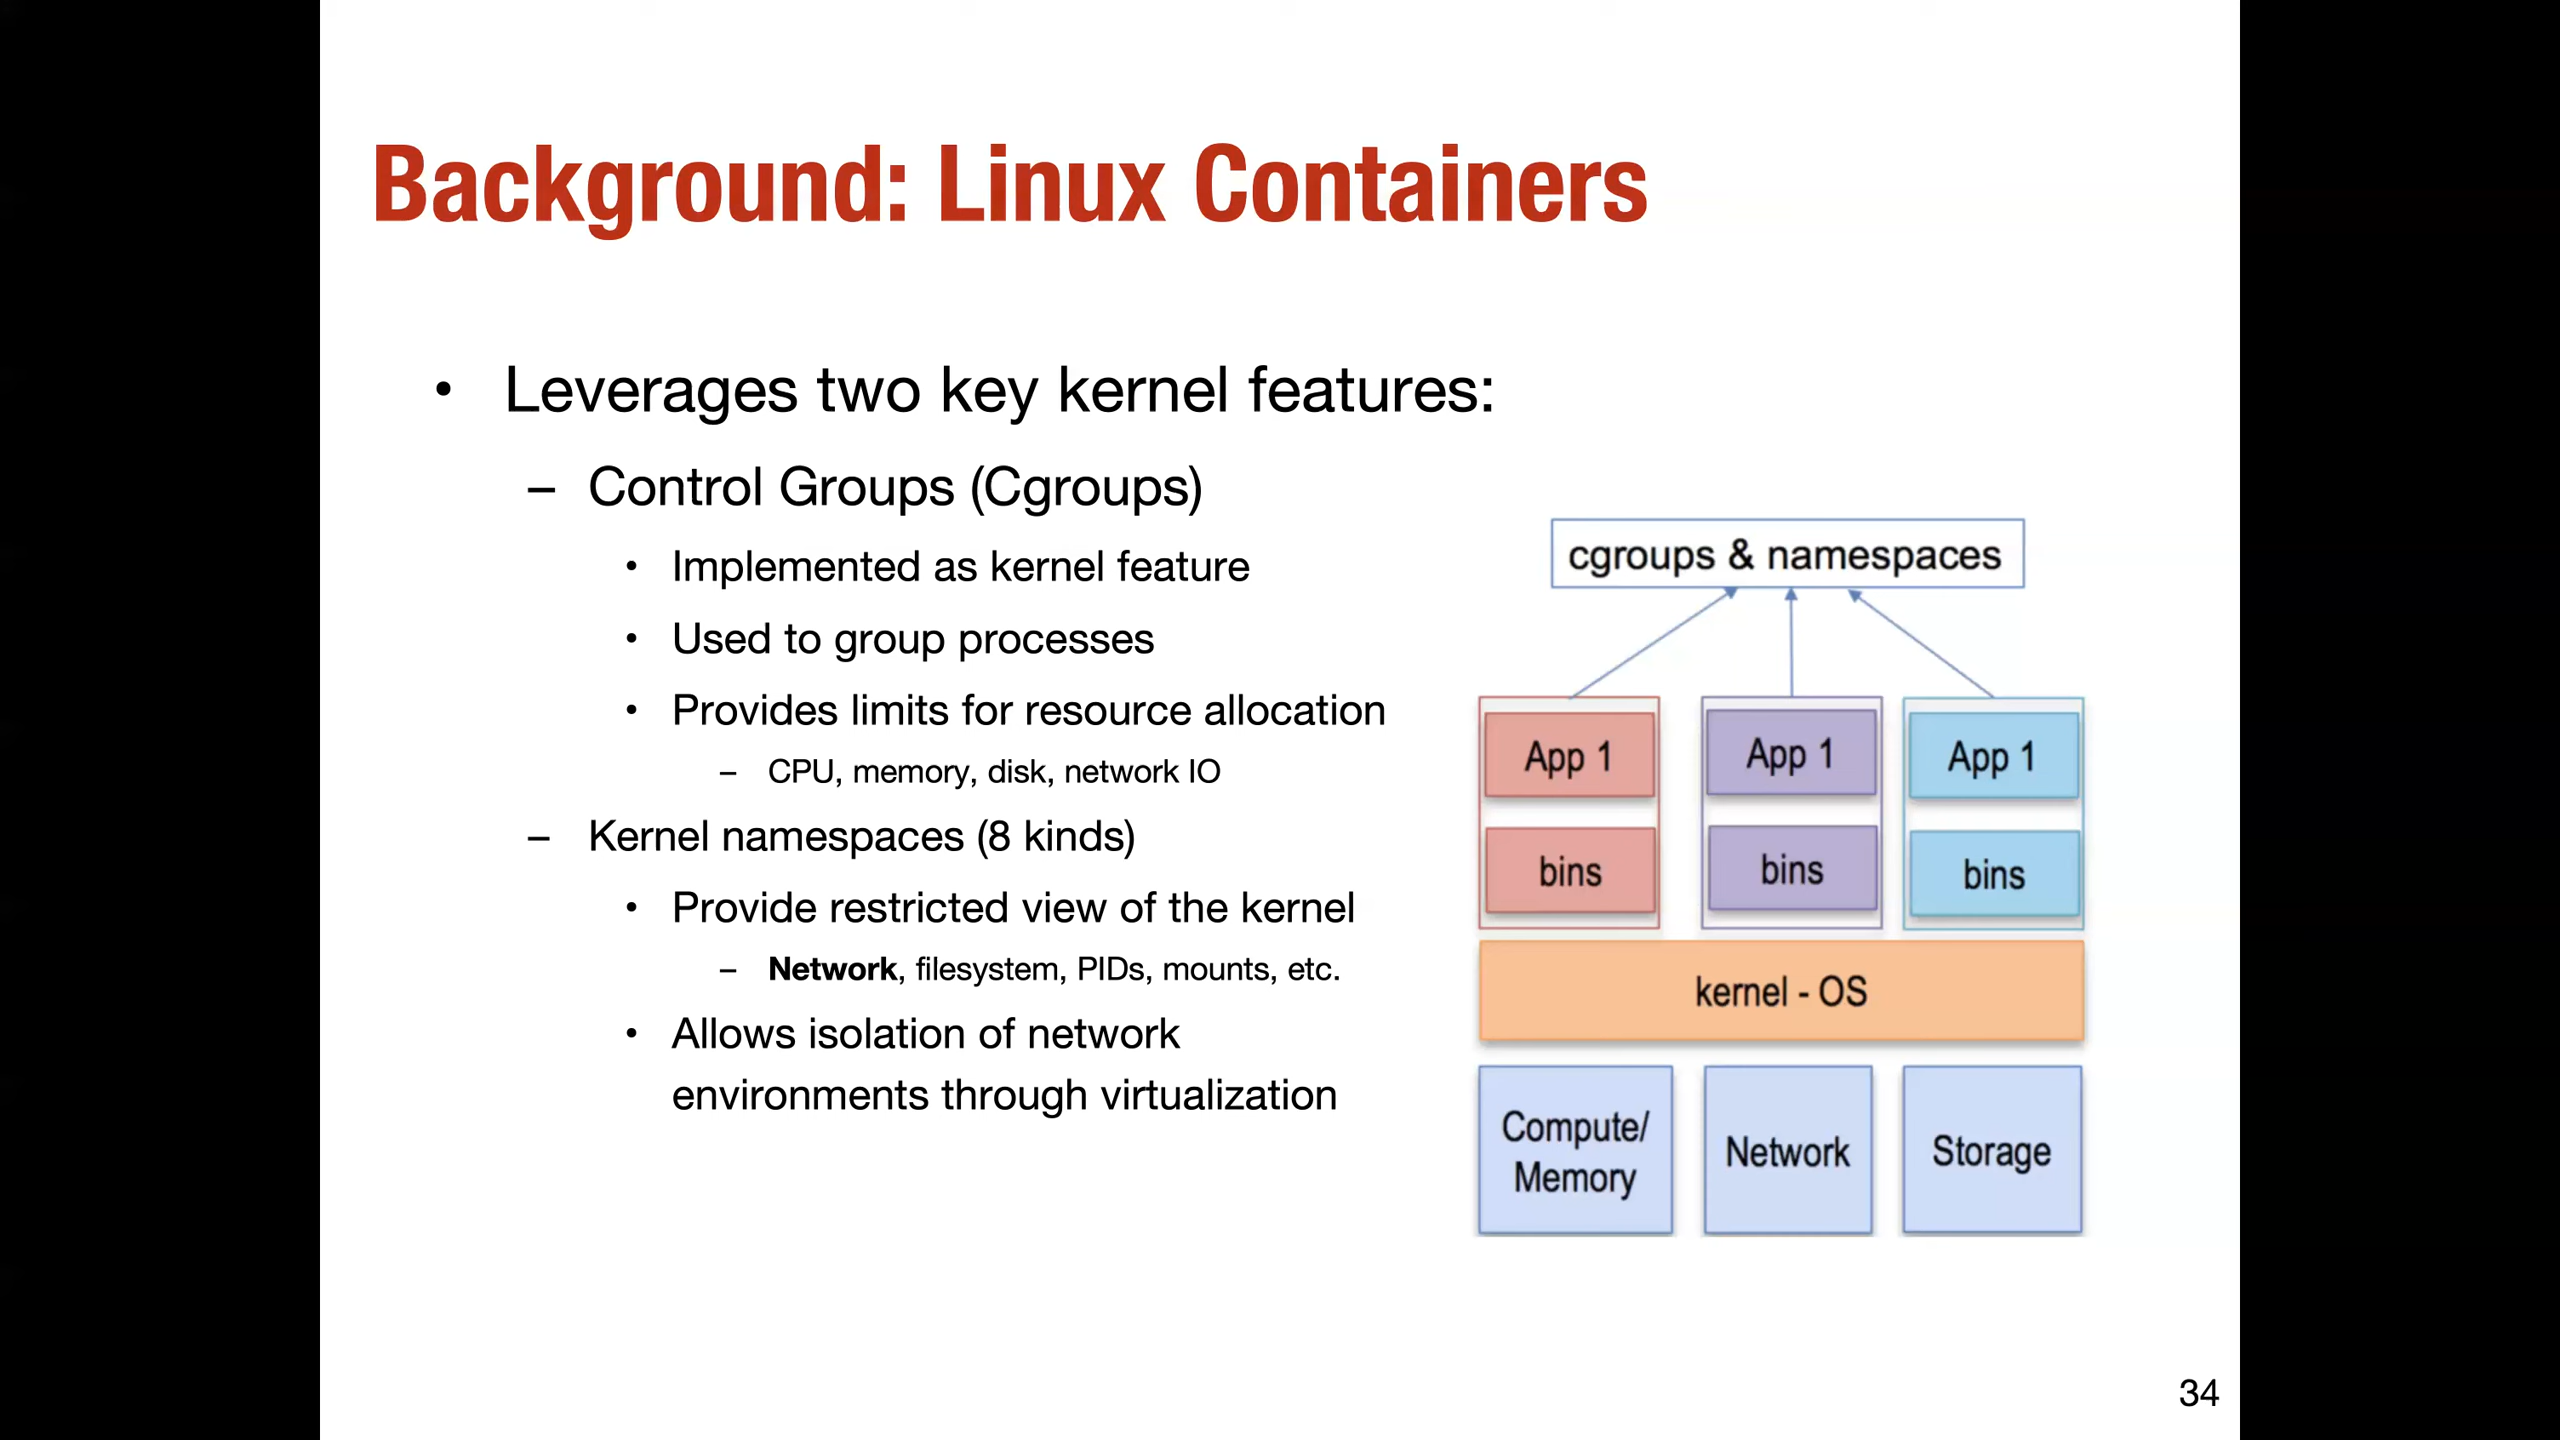 Background: Linux Containers
• Leverages two key kernel features:
– Control Groups (Cgroups)
• Implemented as kernel feature
• Used to group processes
• Provides limits for resource allocation
– CPU, memory, disk, network IO
– Kernel namespaces (8 kinds)
• Provide restricted view of the kernel
– Network, filesystem, PIDs, mounts, etc.
• Allows isolation of network
environments through virtualization
cgroups & namespaces
App 1
App 1
App 1
bins
bins
bins
kernel - OS
Compute/
Memory
Network
Storage
34